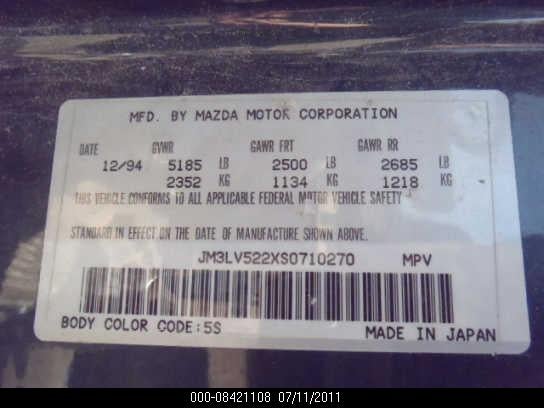 MFD. BY MAZDA MOTOR CORPORATION
DATE GVWR GAWR FRT GAWR RR
12/94 5185 LB 2500 LB 2685 LB
2352 KG 1134 KG 1218 KG
THIS VEHICLE CONFORMS TO ALL APPLICABLE FEDERAL MOTOR VEHICLE SAFETY
STANDARD IN EFFECT ON THE DATE OF MANUFACTURE SHOWN ABOVE.
JM3LV522XS0710270 MPV
BODY COLOR CODE:5S
MADE IN JAPAN
000-08421108 07/11/2011